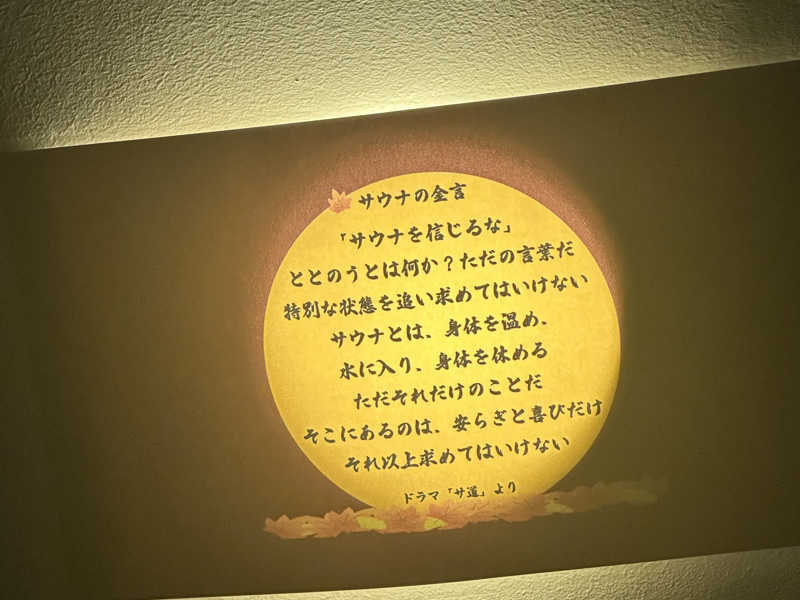 サウナの金言
「サウナを信じるな」
ととのうとは何か？ただの言葉だ
特別な状態を追い求めてはいけない
サウナとは、身体を温め、
水に入り、身体を休める
ただそれだけのことだ
そこにあるのは、安らぎと喜びだけ
それ以上求めてはいけない
ドラマ「サ道」より